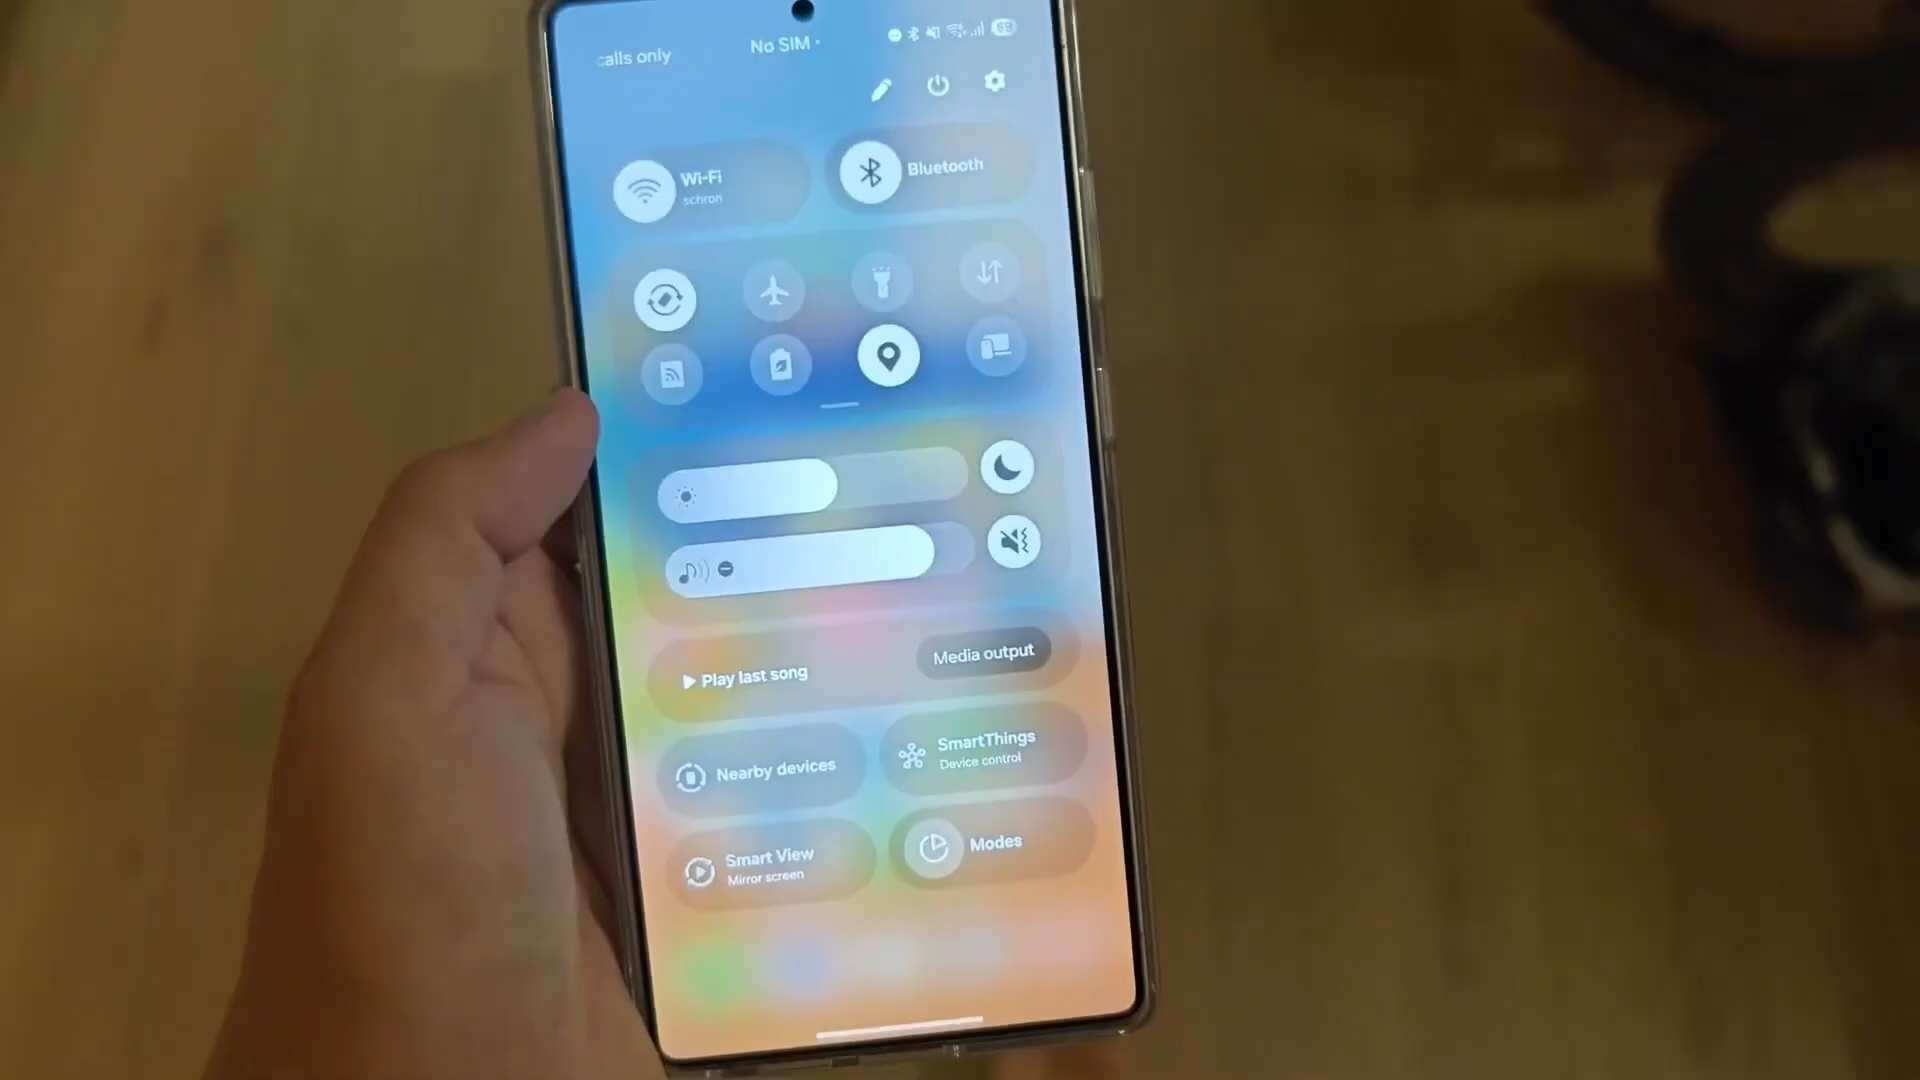 calls only
No SIM
69
Wi-Fi
schron
Bluetooth
Play last song
Media output
Nearby devices
SmartThings
Device control
Smart View
Mirror screen
Modes